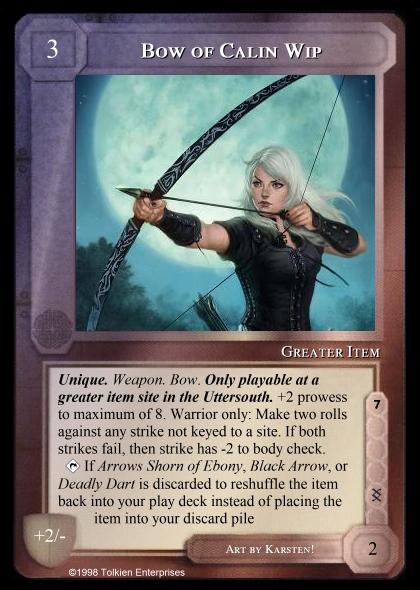 3
BOW OF CALIN WIP
GREATER ITEM
Unique. Weapon. Bow. Only playable at a
greater item site in the Uttersouth. +2 prowess
to maximum of 8. Warrior only: Make two rolls
against any strike not keyed to a site. If both
strikes fail, then strike has -2 to body check.
If Arrows Shorn of Ebony, Black Arrow, or
Deadly Dart is discarded to reshuffle the item
back into your play deck instead of placing the
item into your discard pile
7
+2/-
ART BY KARSTEN!
2
©1998 Tolkien Enterprises